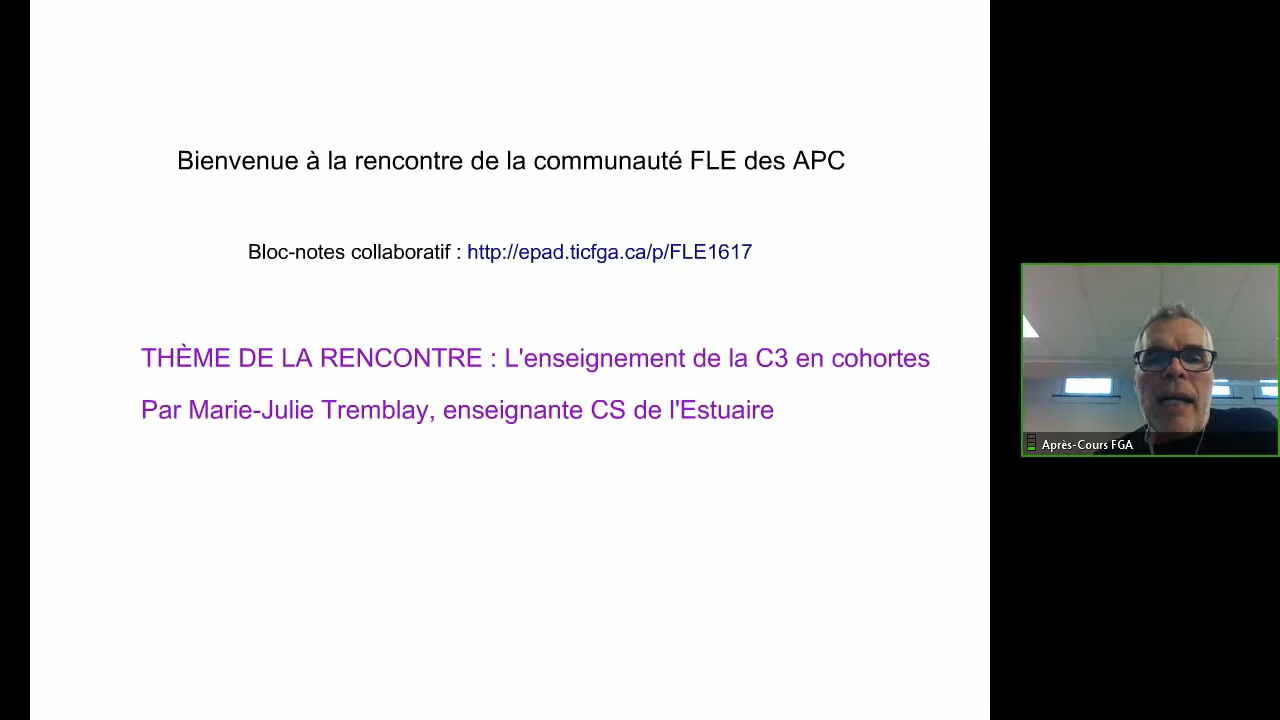 Bienvenue à la rencontre de la communauté FLE des APC
Bloc-notes collaboratif : http://epad.ticfga.ca/p/FLE1617
THÈME DE LA RENCONTRE : L'enseignement de la C3 en cohortes
Par Marie-Julie Tremblay, enseignante CS de l'Estuaire
Après-Cours FGA